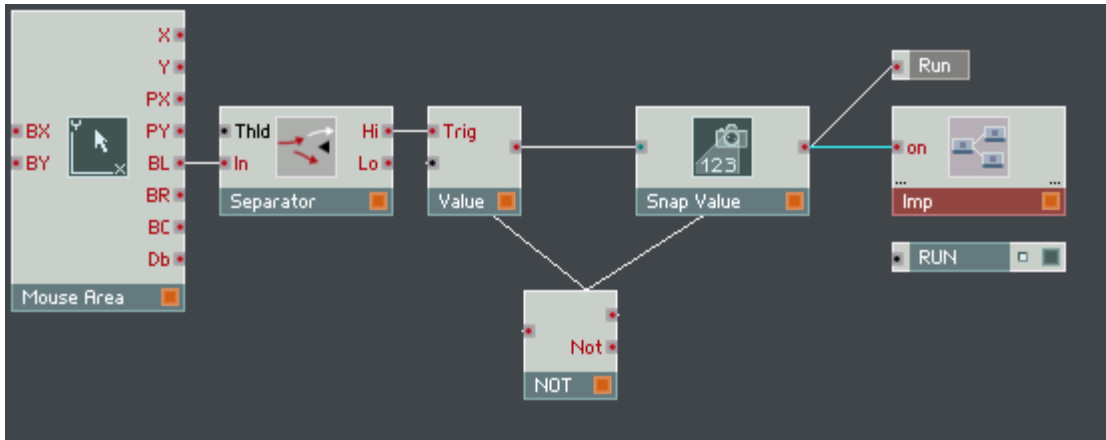 X
Y
PX
BX
PY
BY
BL
BR
BC
Db
Mouse Area
Thld
In
Hi
Lo
Separator
Trig
Value
123
Snap Value
Run
on
...
...
Imp
RUN
Not
NOT
Y
X